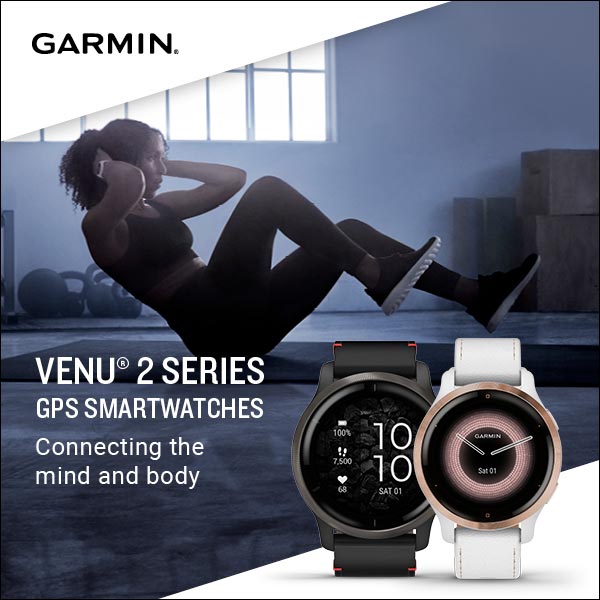 GARMIN®
VENU® 2 SERIES
GPS SMARTWATCHES
Connecting the
mind and body
100%
7,500
68
10
10
SAT 01
GARMIN
Sat 01